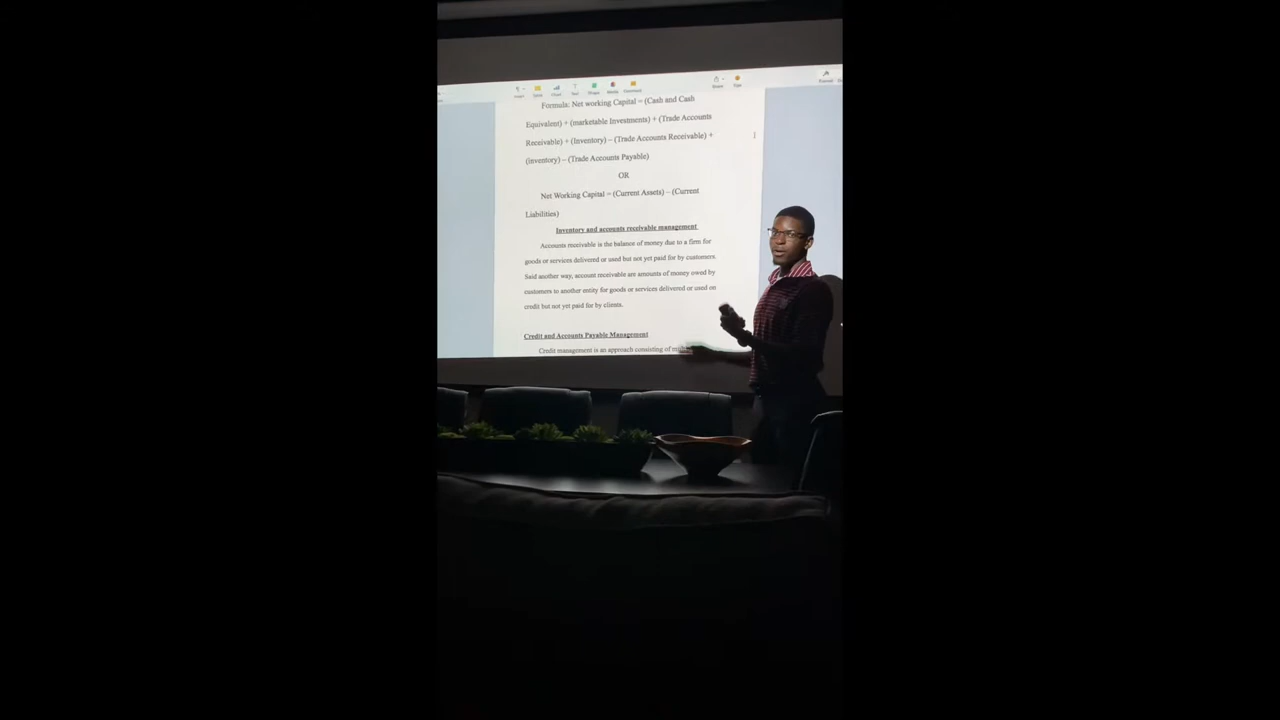 Formula: Net working Capital = (Cash and Cash
Equivalent) + (marketable Investments) + (Trade Accounts
Receivable) + (Inventory) – (Trade Accounts Receivable) +
(inventory) – (Trade Accounts Payable)
OR
Net Working Capital = (Current Assets) – (Current
Liabilities)
Inventory and accounts receivable management
Accounts receivable is the balance of money due to a firm for
goods or services delivered or used but not yet paid for by customers.
Said another way, account receivable are amounts of money owed by
customers to another entity for goods or services delivered or used on
credit but not yet paid for by clients.
Credit and Accounts Payable Management
Credit management is an approach consisting of